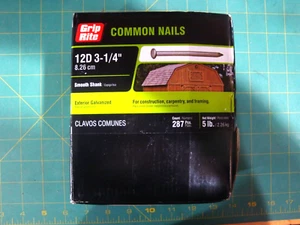 Grip Rite
COMMON NAILS
12D 3-1/4"
8.26 cm
Smooth Shank
Exterior Galvanized
For construction, carpentry, and framing.
CLAVOS COMUNES
287 Pcs.
5 lb.